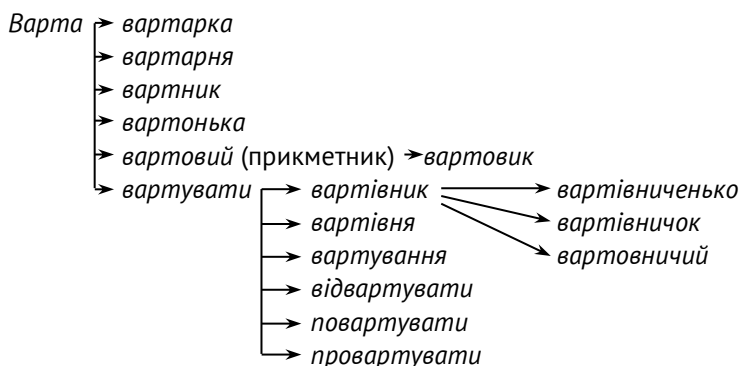 Варта вартарка
вартарня
вартник
вартонька
вартовий (прикметник) вартовик
вартувати вартівник вартівниченько
вартівня вартівничок
вартування вартовничий
відвартувати
повартувати
провартувати